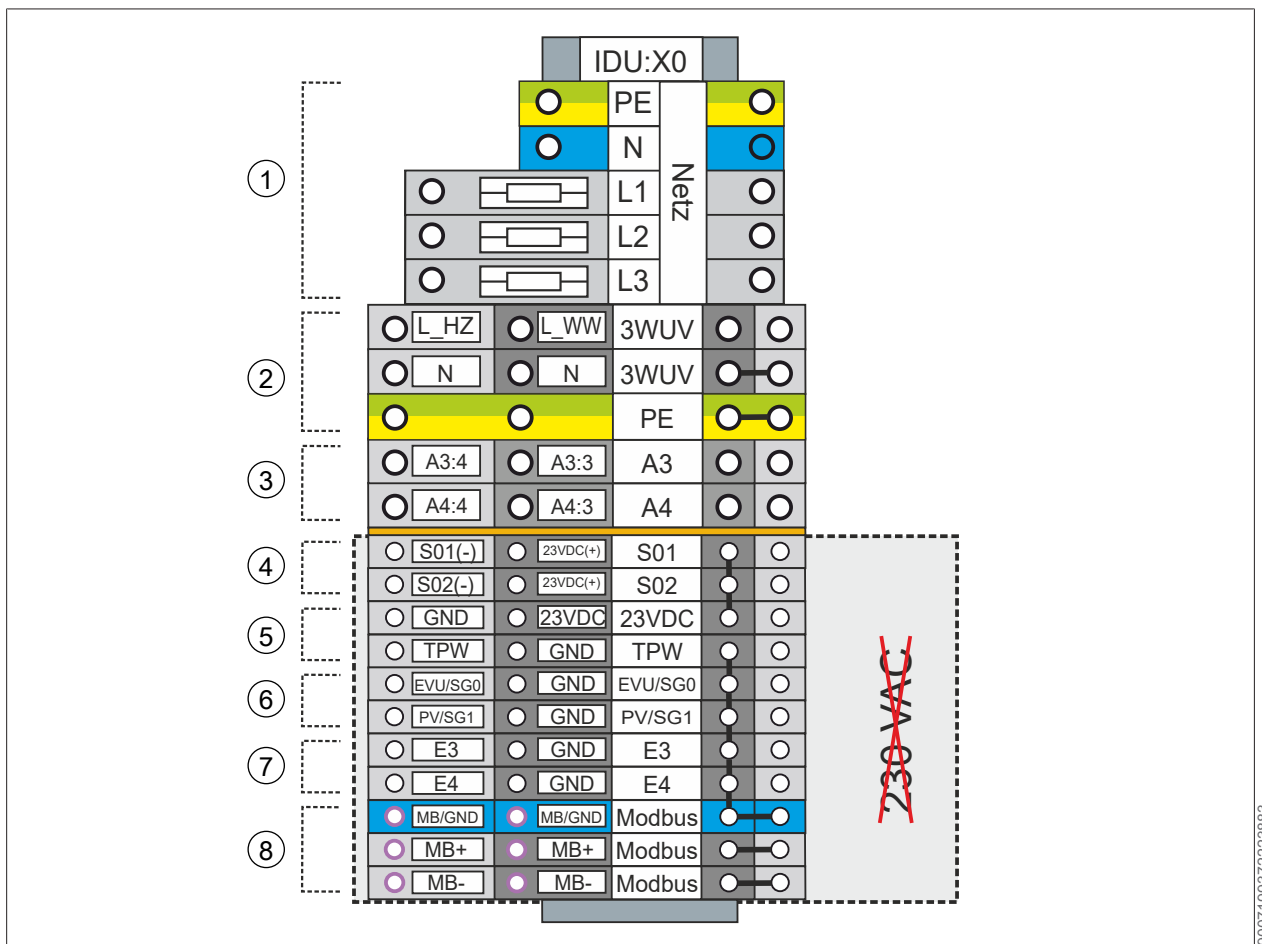 IDU:X0
PE
N
L1
L2
L3
Netz
1
L_HZ L_WW 3WUV
N N 3WUV
PE
2
A3:4 A3:3 A3
A4:4 A4:3 A4
3
S01(-) 23VDC(+) S01
S02(-) 23VDC(+) S02
4
GND 23VDC 23VDC
TPW GND TPW
5
EVU/SG0 GND EVU/SG0
PV/SG1 GND PV/SG1
6
E3 GND E3
E4 GND E4
7
MB/GND MB/GND Modbus
MB+ MB+ Modbus
MB- MB- Modbus
8
230 VAC